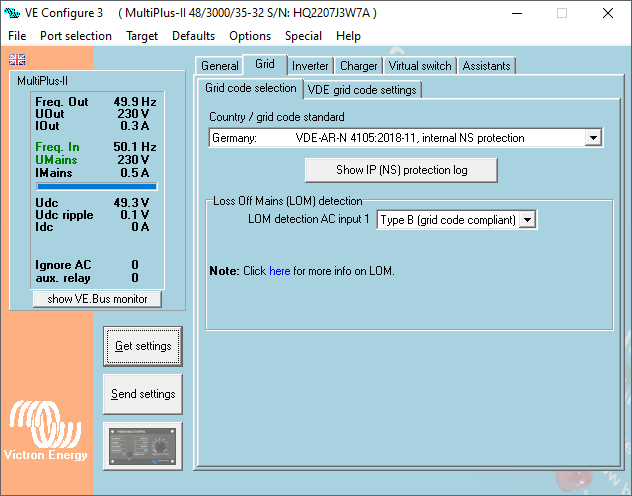 VE Configure 3 ( MultiPlus-II 48/3000/35-32 S/N: HQ2207J3W7A )
File Port selection Target Defaults Options Special Help
MultiPlus-II
Freq. Out 49.9 Hz
UOut 230 V
IOut 0.3 A
Freq. In 50.1 Hz
UMains 230 V
IMains 0.5 A
Udc 49.3 V
Udc ripple 0.1 V
Idc 0 A
Ignore AC 0
aux. relay 0
show VE.Bus monitor
Get settings
Send settings
Victron Energy
General Grid Inverter Charger Virtual switch Assistants
Grid code selection VDE grid code settings
Country / grid code standard
Germany: VDE-AR-N 4105:2018-11, internal NS protection
Show IP (NS) protection log
Loss Off Mains (LOM) detection
LOM detection AC input 1 Type B (grid code compliant)
Note: Click here for more info on LOM.